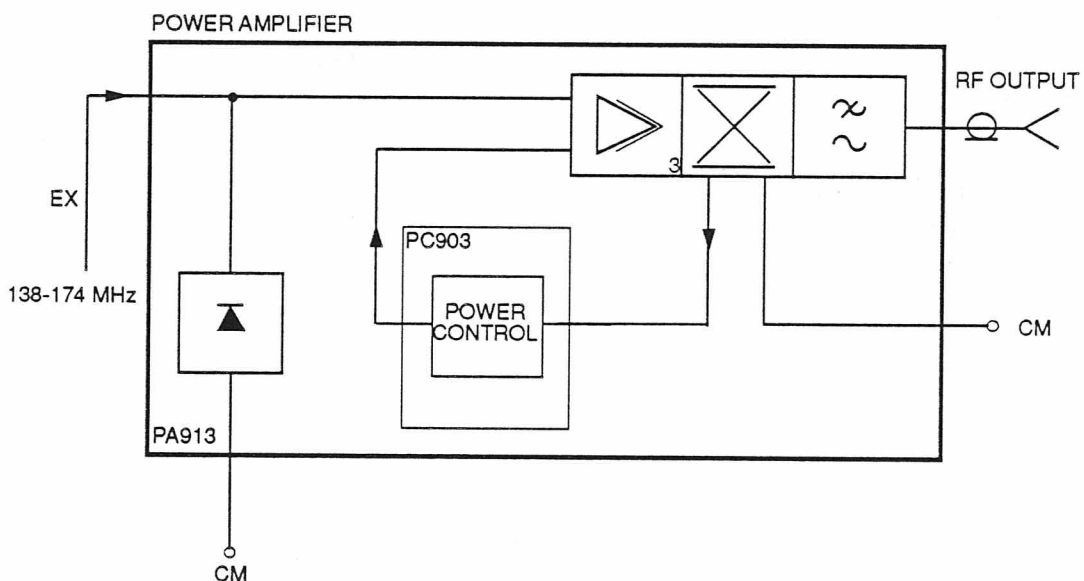 POWER AMPLIFIER
RF OUTPUT
3
EX
PC903
138-174 MHz
POWER
CONTROL
CM
PA913
CM